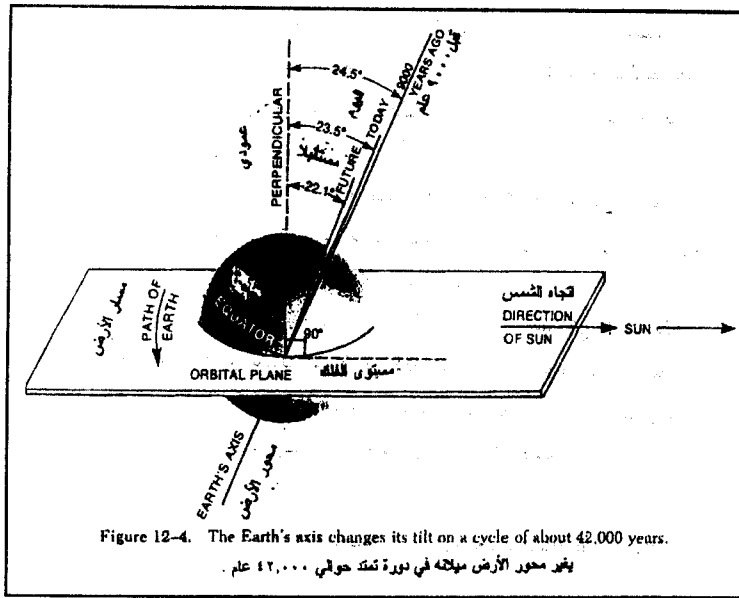 24.5°
9000
YEARS AGO
قبل ٩٠٠٠ عام
23.5°
TODAY
اليوم
22.1°
FUTURE
PERPENDICULAR
عمودي
EQUATOR
90°
مسار الأرض
PATH OF
EARTH
اتجاه الشمس
DIRECTION
OF SUN
SUN
ORBITAL PLANE
مستوى الفلك
EARTH'S AXIS
محور الأرض
Figure 12–4. The Earth's axis changes its tilt on a cycle of about 42,000 years.
يغير محور الأرض ميلانه في دورة تمتد حوالي ٤٢,٠٠٠ عام .